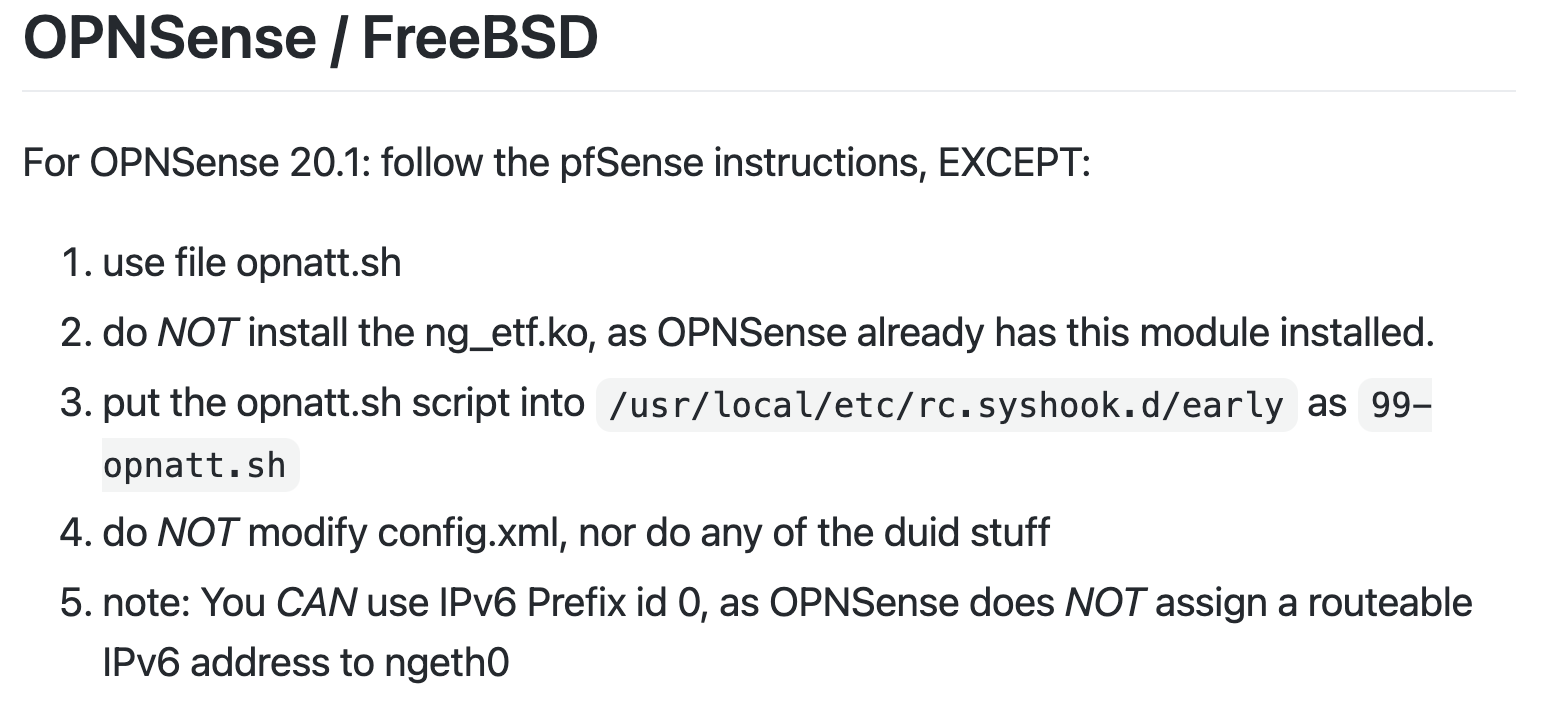 OPNSense / FreeBSD
For OPNSense 20.1: follow the pfSense instructions, EXCEPT:
1. use file opnatt.sh
2. do NOT install the ng_etf.ko, as OPNSense already has this module installed.
3. put the opnatt.sh script into /usr/local/etc/rc.syshook.d/early as 99-
opnatt.sh
4. do NOT modify config.xml, nor do any of the duid stuff
5. note: You CAN use IPv6 Prefix id 0, as OPNSense does NOT assign a routeable
IPv6 address to ngeth0